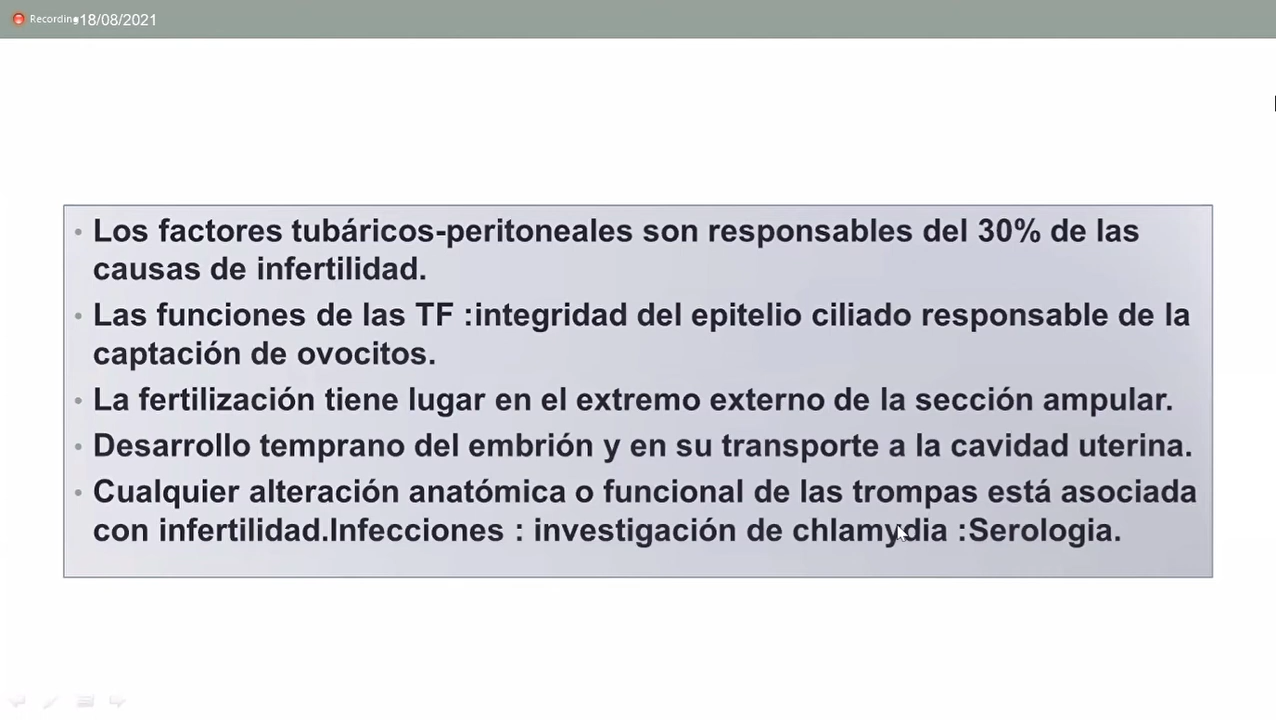 Recording
18/08/2021
• Los factores tubáricos-peritoneales son responsables del 30% de las
causas de infertilidad.
• Las funciones de las TF :integridad del epitelio ciliado responsable de la
captación de ovocitos.
• La fertilización tiene lugar en el extremo externo de la sección ampular.
• Desarrollo temprano del embrión y en su transporte a la cavidad uterina.
• Cualquier alteración anatómica o funcional de las trompas está asociada
con infertilidad.Infecciones : investigación de chlamydia :Serologia.